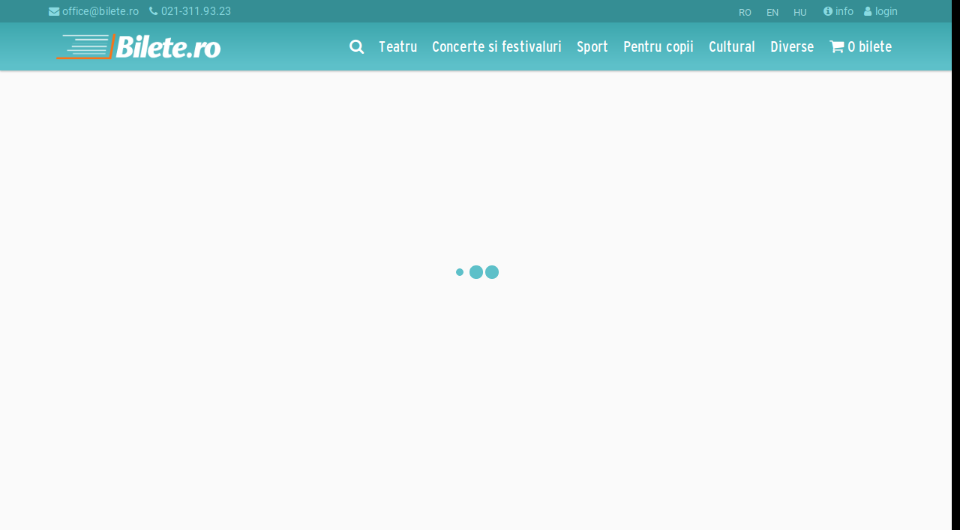 office@bilete.ro 021-311.93.23 RO EN HU info login
Bilete.ro Teatru Concerte si festivaluri Sport Pentru copii Cultural Diverse 0 bilete